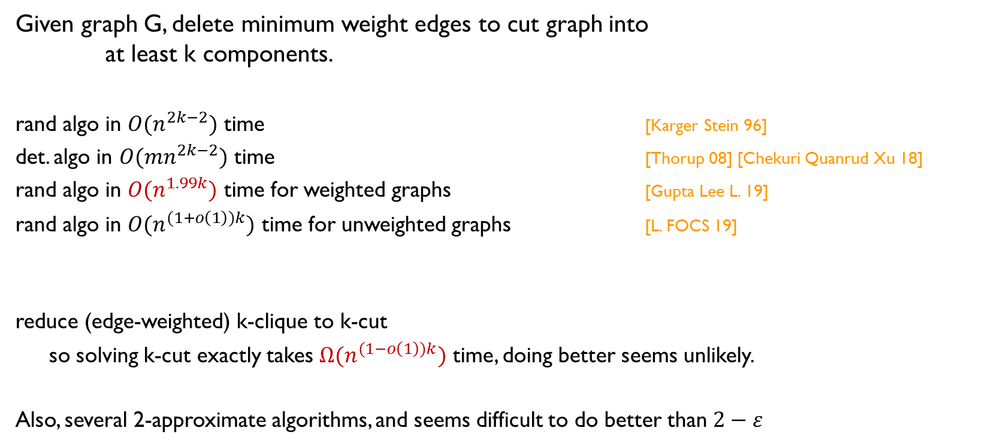 Given graph G, delete minimum weight edges to cut graph into
at least k components.
rand algo in $O(n^{2k-2})$ time [Karger Stein 96]
det. algo in $O(mn^{2k-2})$ time [Thorup 08] [Chekuri Quanrud Xu 18]
rand algo in $O(n^{1.99k})$ time for weighted graphs [Gupta Lee L. 19]
rand algo in $O(n^{(1+o(1))k})$ time for unweighted graphs [L. FOCS 19]
reduce (edge-weighted) k-clique to k-cut
so solving k-cut exactly takes $\Omega(n^{(1-o(1))k})$ time, doing better seems unlikely.
Also, several 2-approximate algorithms, and seems difficult to do better than $2 - \varepsilon$